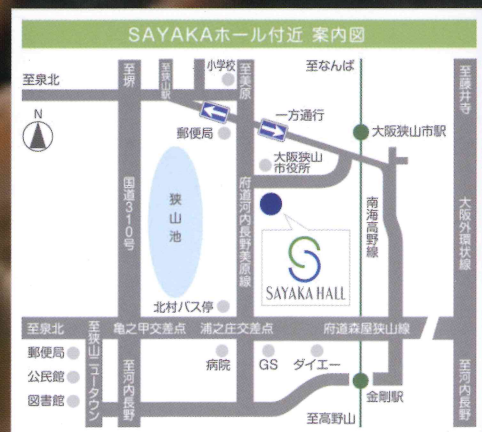 SAYAKAホール付近 案内図
至泉北
至堺
至狭山駅
小学校
至美原
至なんば
至藤井寺
N
一方通行
郵便局
大阪狭山市駅
大阪狭山
市役所
国道310号
狭山池
府道河内長野美原線
南海高野線
大阪外環状線
S
SAYAKA HALL
北村バス停
至泉北
亀之甲交差点
浦之庄交差点
府道森屋狭山線
郵便局
公民館
図書館
至狭山ニュータウン
至河内長野
病院
GS
ダイエー
金剛駅
至高野山
至河内長野